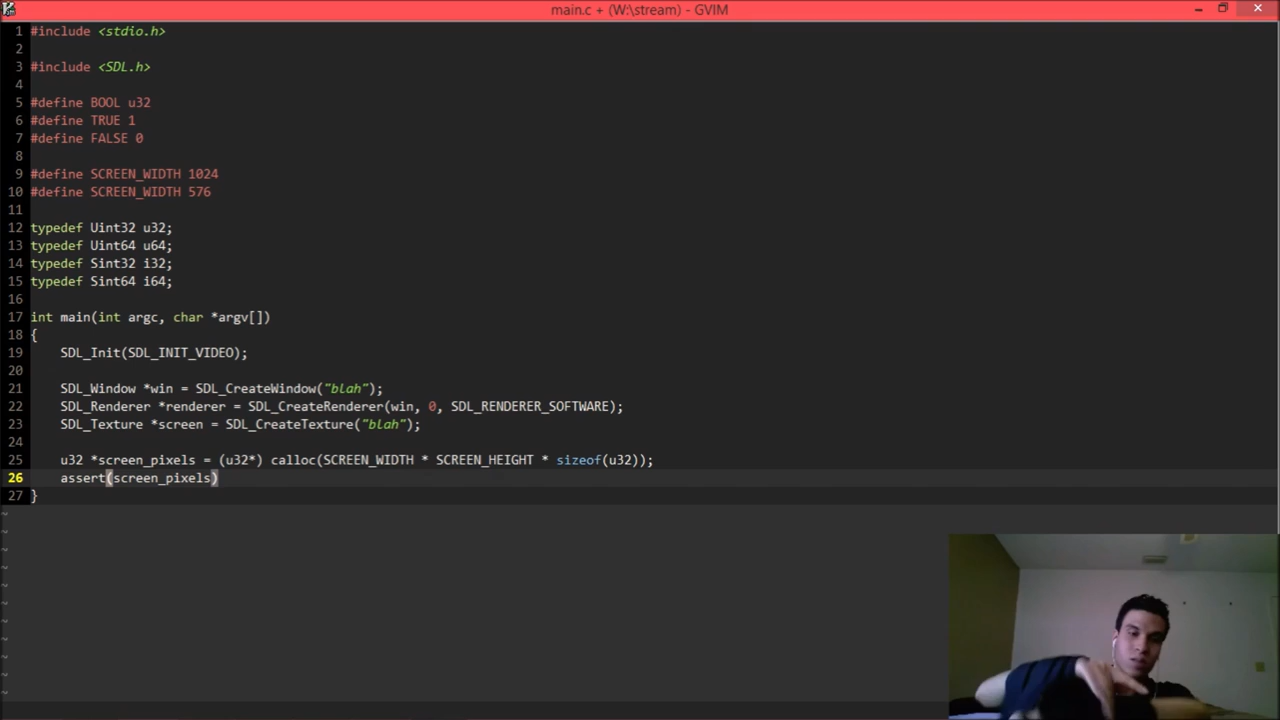 main.c + (W:\stream) - GVIM
1 #include <stdio.h>
2
3 #include <SDL.h>
4
5 #define BOOL u32
6 #define TRUE 1
7 #define FALSE 0
8
9 #define SCREEN_WIDTH 1024
10 #define SCREEN_WIDTH 576
11
12 typedef Uint32 u32;
13 typedef Uint64 u64;
14 typedef Sint32 i32;
15 typedef Sint64 i64;
16
17 int main(int argc, char *argv[])
18 {
19     SDL_Init(SDL_INIT_VIDEO);
20
21     SDL_Window *win = SDL_CreateWindow("blah");
22     SDL_Renderer *renderer = SDL_CreateRenderer(win, 0, SDL_RENDERER_SOFTWARE);
23     SDL_Texture *screen = SDL_CreateTexture("blah");
24
25     u32 *screen_pixels = (u32*) calloc(SCREEN_WIDTH * SCREEN_HEIGHT * sizeof(u32));
26     assert(screen_pixels)
27 }
~
~
~
~
~
~
~
~
~
~
~